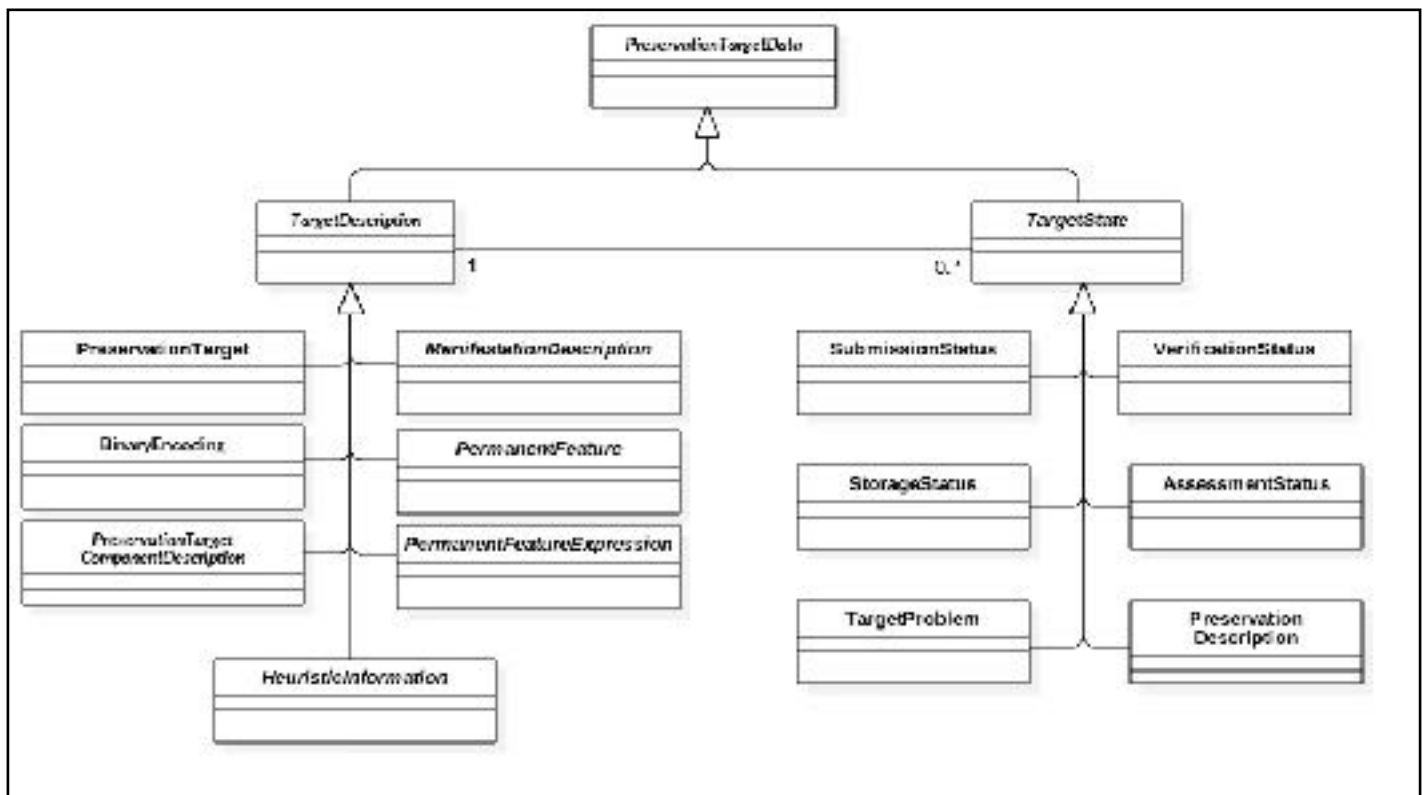 PreservationTargetData
TargetDescription
TargetState
1
0..*
PreservationTarget
ManifestationDescription
SubmissionStatus
VerificationStatus
BinaryEncoding
PermanentFeature
StorageStatus
AssessmentStatus
PreservationTarget
ComponentDescription
PermanentFeatureExpression
TargetProblem
Preservation
Description
HeuristicInformation